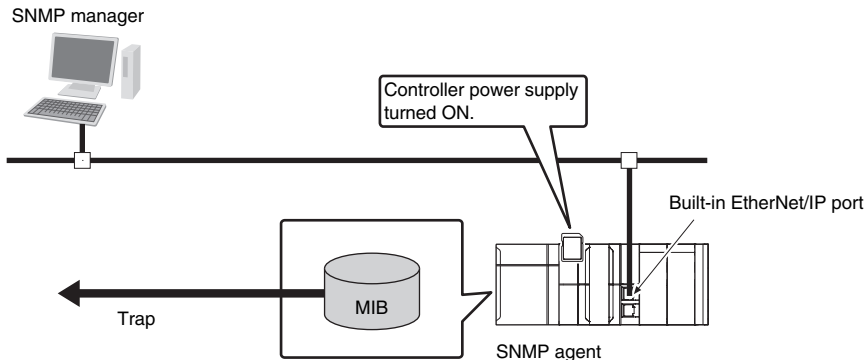 SNMP manager
Controller power supply
turned ON.
Built-in EtherNet/IP port
MIB
Trap
SNMP agent